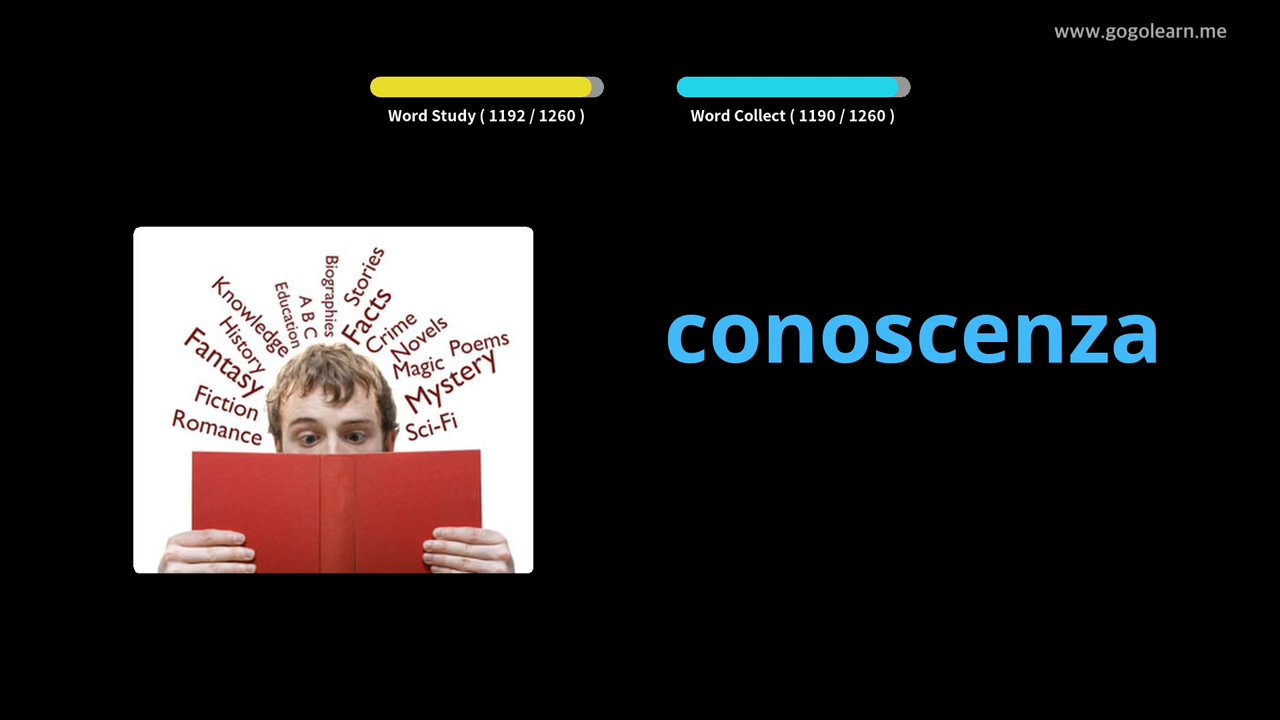 www.gogolearn.me
Word Study ( 1192 / 1260 )
Word Collect ( 1190 / 1260 )
Romance
Fiction
Fantasy
History
Knowledge
Education
A B C
Biographies
Stories
Facts
Crime
Novels
Magic
Poems
Mystery
Sci-Fi
conoscenza